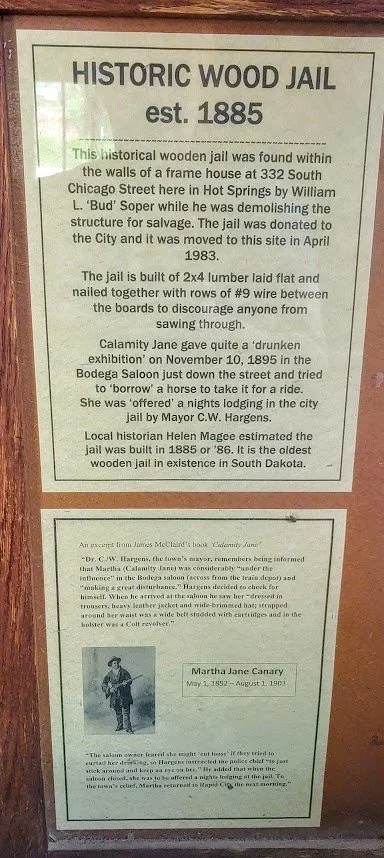 HISTORIC WOOD JAIL
est. 1885
This historical wooden jail was found within
the walls of a frame house at 332 South
Chicago Street here in Hot Springs by William
L. 'Bud' Soper while he was demolishing the
structure for salvage. The jail was donated to
the City and it was moved to this site in April
1983.
The jail is built of 2x4 lumber laid flat and
nailed together with rows of #9 wire between
the boards to discourage anyone from
sawing through.
Calamity Jane gave quite a 'drunken
exhibition' on November 10, 1895 in the
Bodega Saloon just down the street and tried
to 'borrow' a horse to take it for a ride.
She was 'offered' a nights lodging in the city
jail by Mayor C.W. Hargens.
Local historian Helen Magee estimated the
jail was built in 1885 or '86. It is the oldest
wooden jail in existence in South Dakota.
An excerpt from James McClaird's book 'Calamity Jane'
"Dr. C.W. Hargens, the town's mayor, remembers being informed
that Martha (Calamity Jane) was considerably "under the
influence" in the Bodega saloon (across from the train depot) and
"making a great disturbance." Hargens decided to check for
himself. When he arrived at the saloon he saw her "dressed in
trousers, heavy leather jacket and wide-brimmed hat; strapped
around her waist was a wide belt studded with cartridges and in the
holster was a Colt revolver."
Martha Jane Canary
May 1, 1852 – August 1, 1903
"The saloon owner feared she might 'cut loose' if they tried to
curtail her drinking, so Hargens instructed the police chief "to just
stick around and keep an eye on her." He added that when the
saloon closed, she was to be offered a nights lodging at the jail. To
the town's relief, Martha returned to Rapid City the next morning."